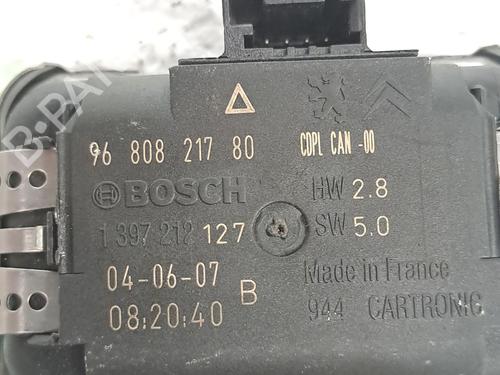 96 808 217 80 CDPL CAN -00
BOSCH HW 2.8
1 397 212 127 SW 5.0
04-06-07 B Made in France
08:20:40 944 CARTRONIC